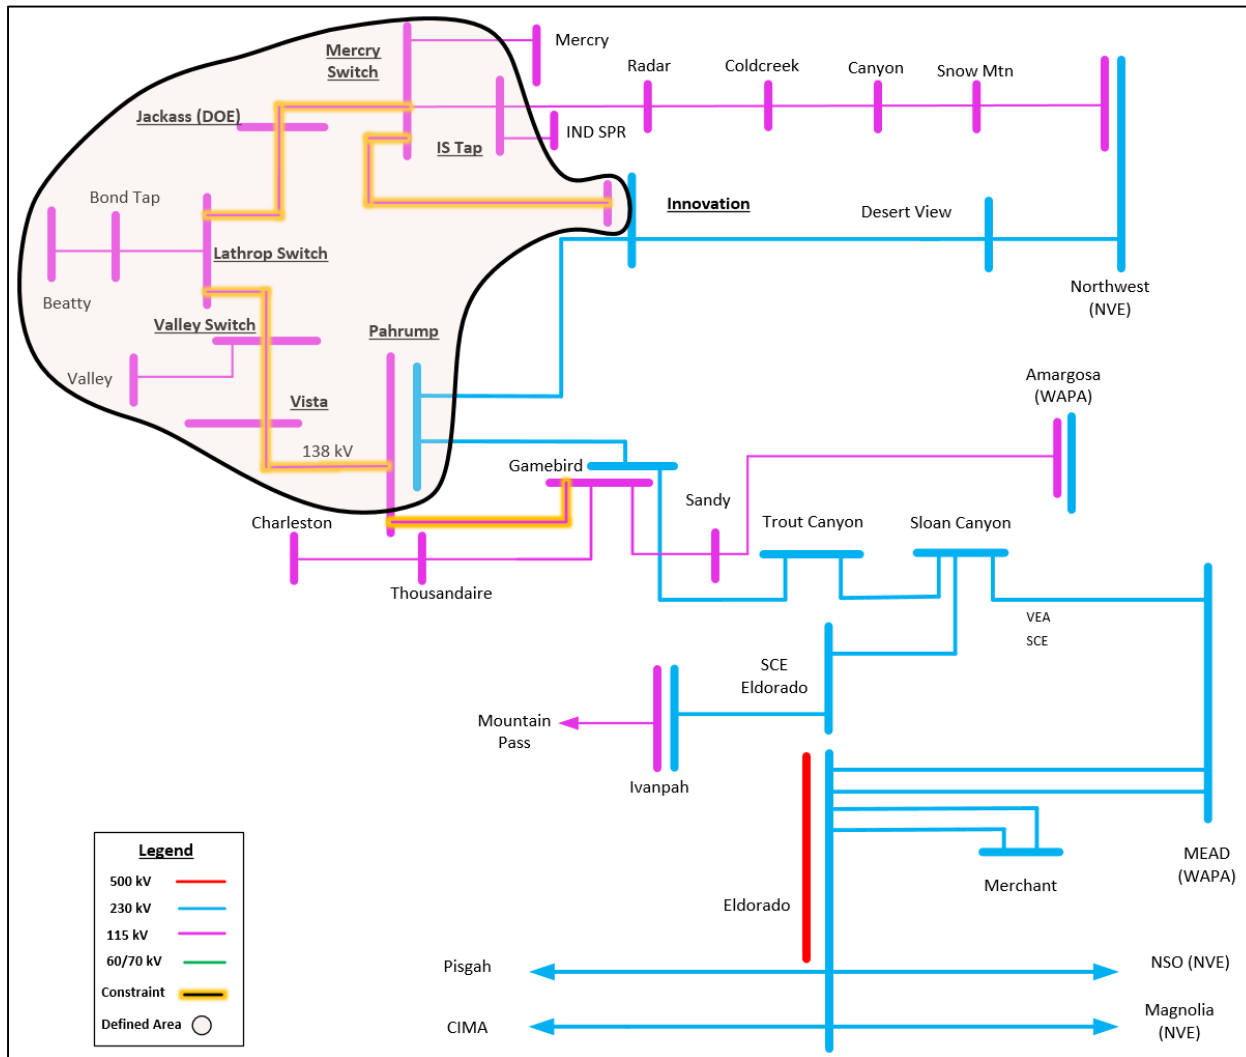 Mercry
Switch
Mercry
Radar
Coldcreek
Canyon
Snow Mtn
Jackass (DOE)
IS Tap
IND SPR
Bond Tap
Innovation
Desert View
Lathrop Switch
Beatty
Northwest
(NVE)
Valley Switch
Pahrump
Valley
Amargosa
(WAPA)
Vista
138 kV
Gamebird
Sandy
Charleston
Trout Canyon
Sloan Canyon
Thousandaire
VEA
SCE
SCE
Eldorado
Mountain
Pass
Ivanpah
Legend
500 kV
230 kV
115 kV
60/70 kV
Constraint
Defined Area
MEAD
(WAPA)
Merchant
Eldorado
Pisgah
NSO (NVE)
CIMA
Magnolia
(NVE)